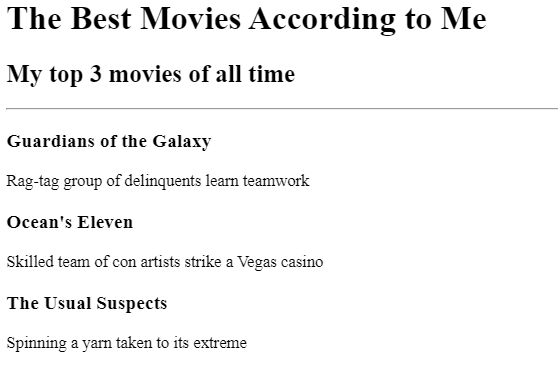 The Best Movies According to Me
My top 3 movies of all time
Guardians of the Galaxy
Rag-tag group of delinquents learn teamwork
Ocean's Eleven
Skilled team of con artists strike a Vegas casino
The Usual Suspects
Spinning a yarn taken to its extreme